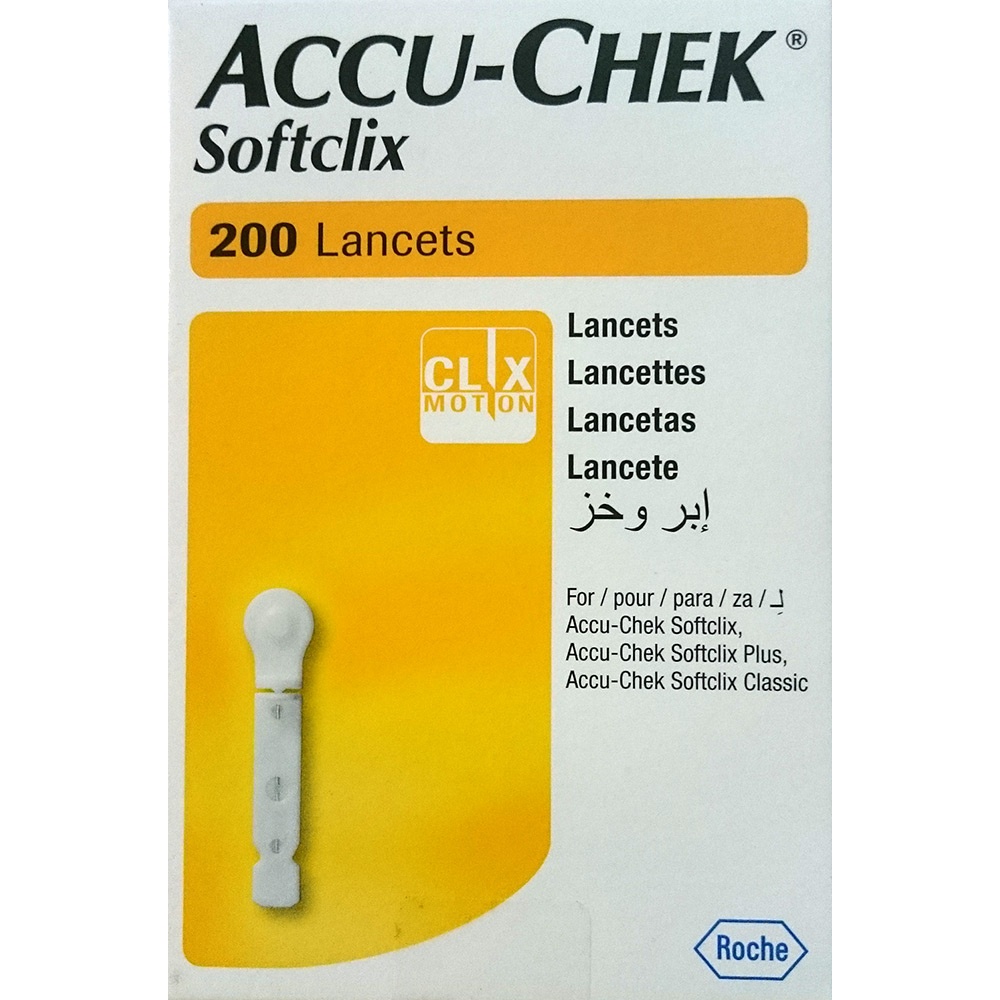 ACCU-CHEK®
Softclix
200 Lancets
CLIX
MOTION
Lancets
Lancettes
Lancetas
Lancete
إبر وخز
For / pour / para / za / لِـ
Accu-Chek Softclix,
Accu-Chek Softclix Plus,
Accu-Chek Softclix Classic
Roche